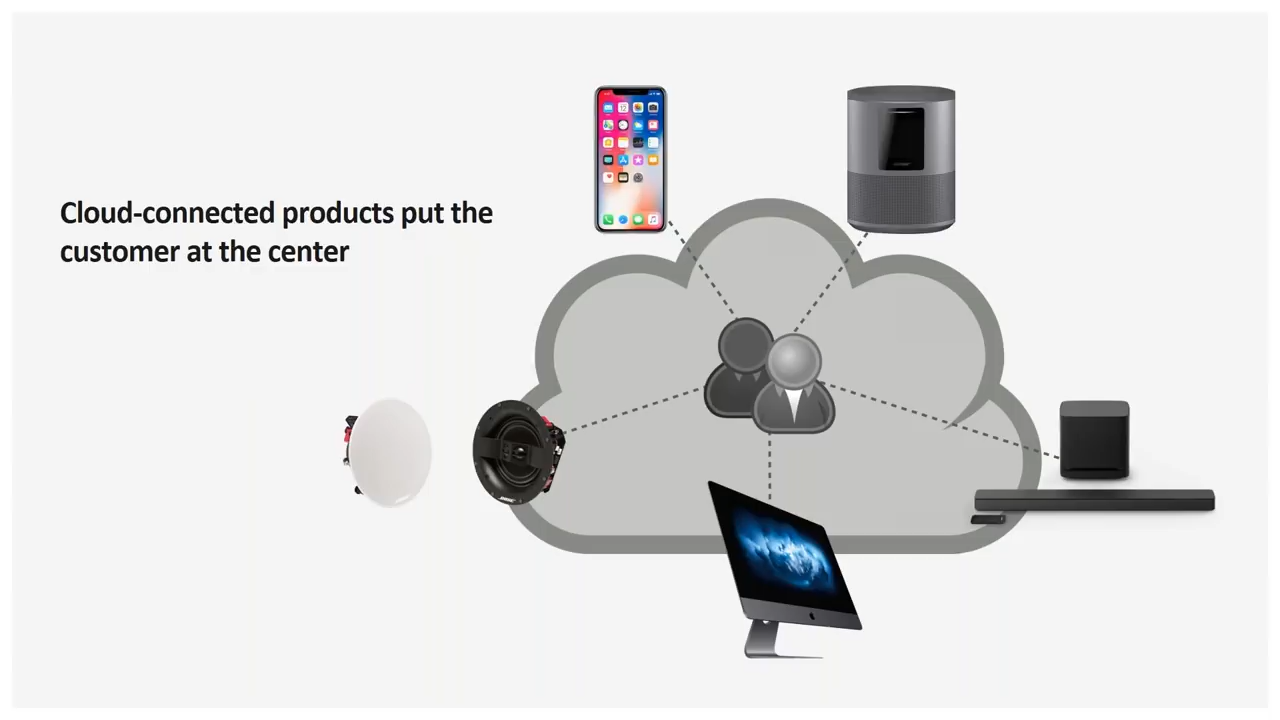 Cloud-connected products put the
customer at the center